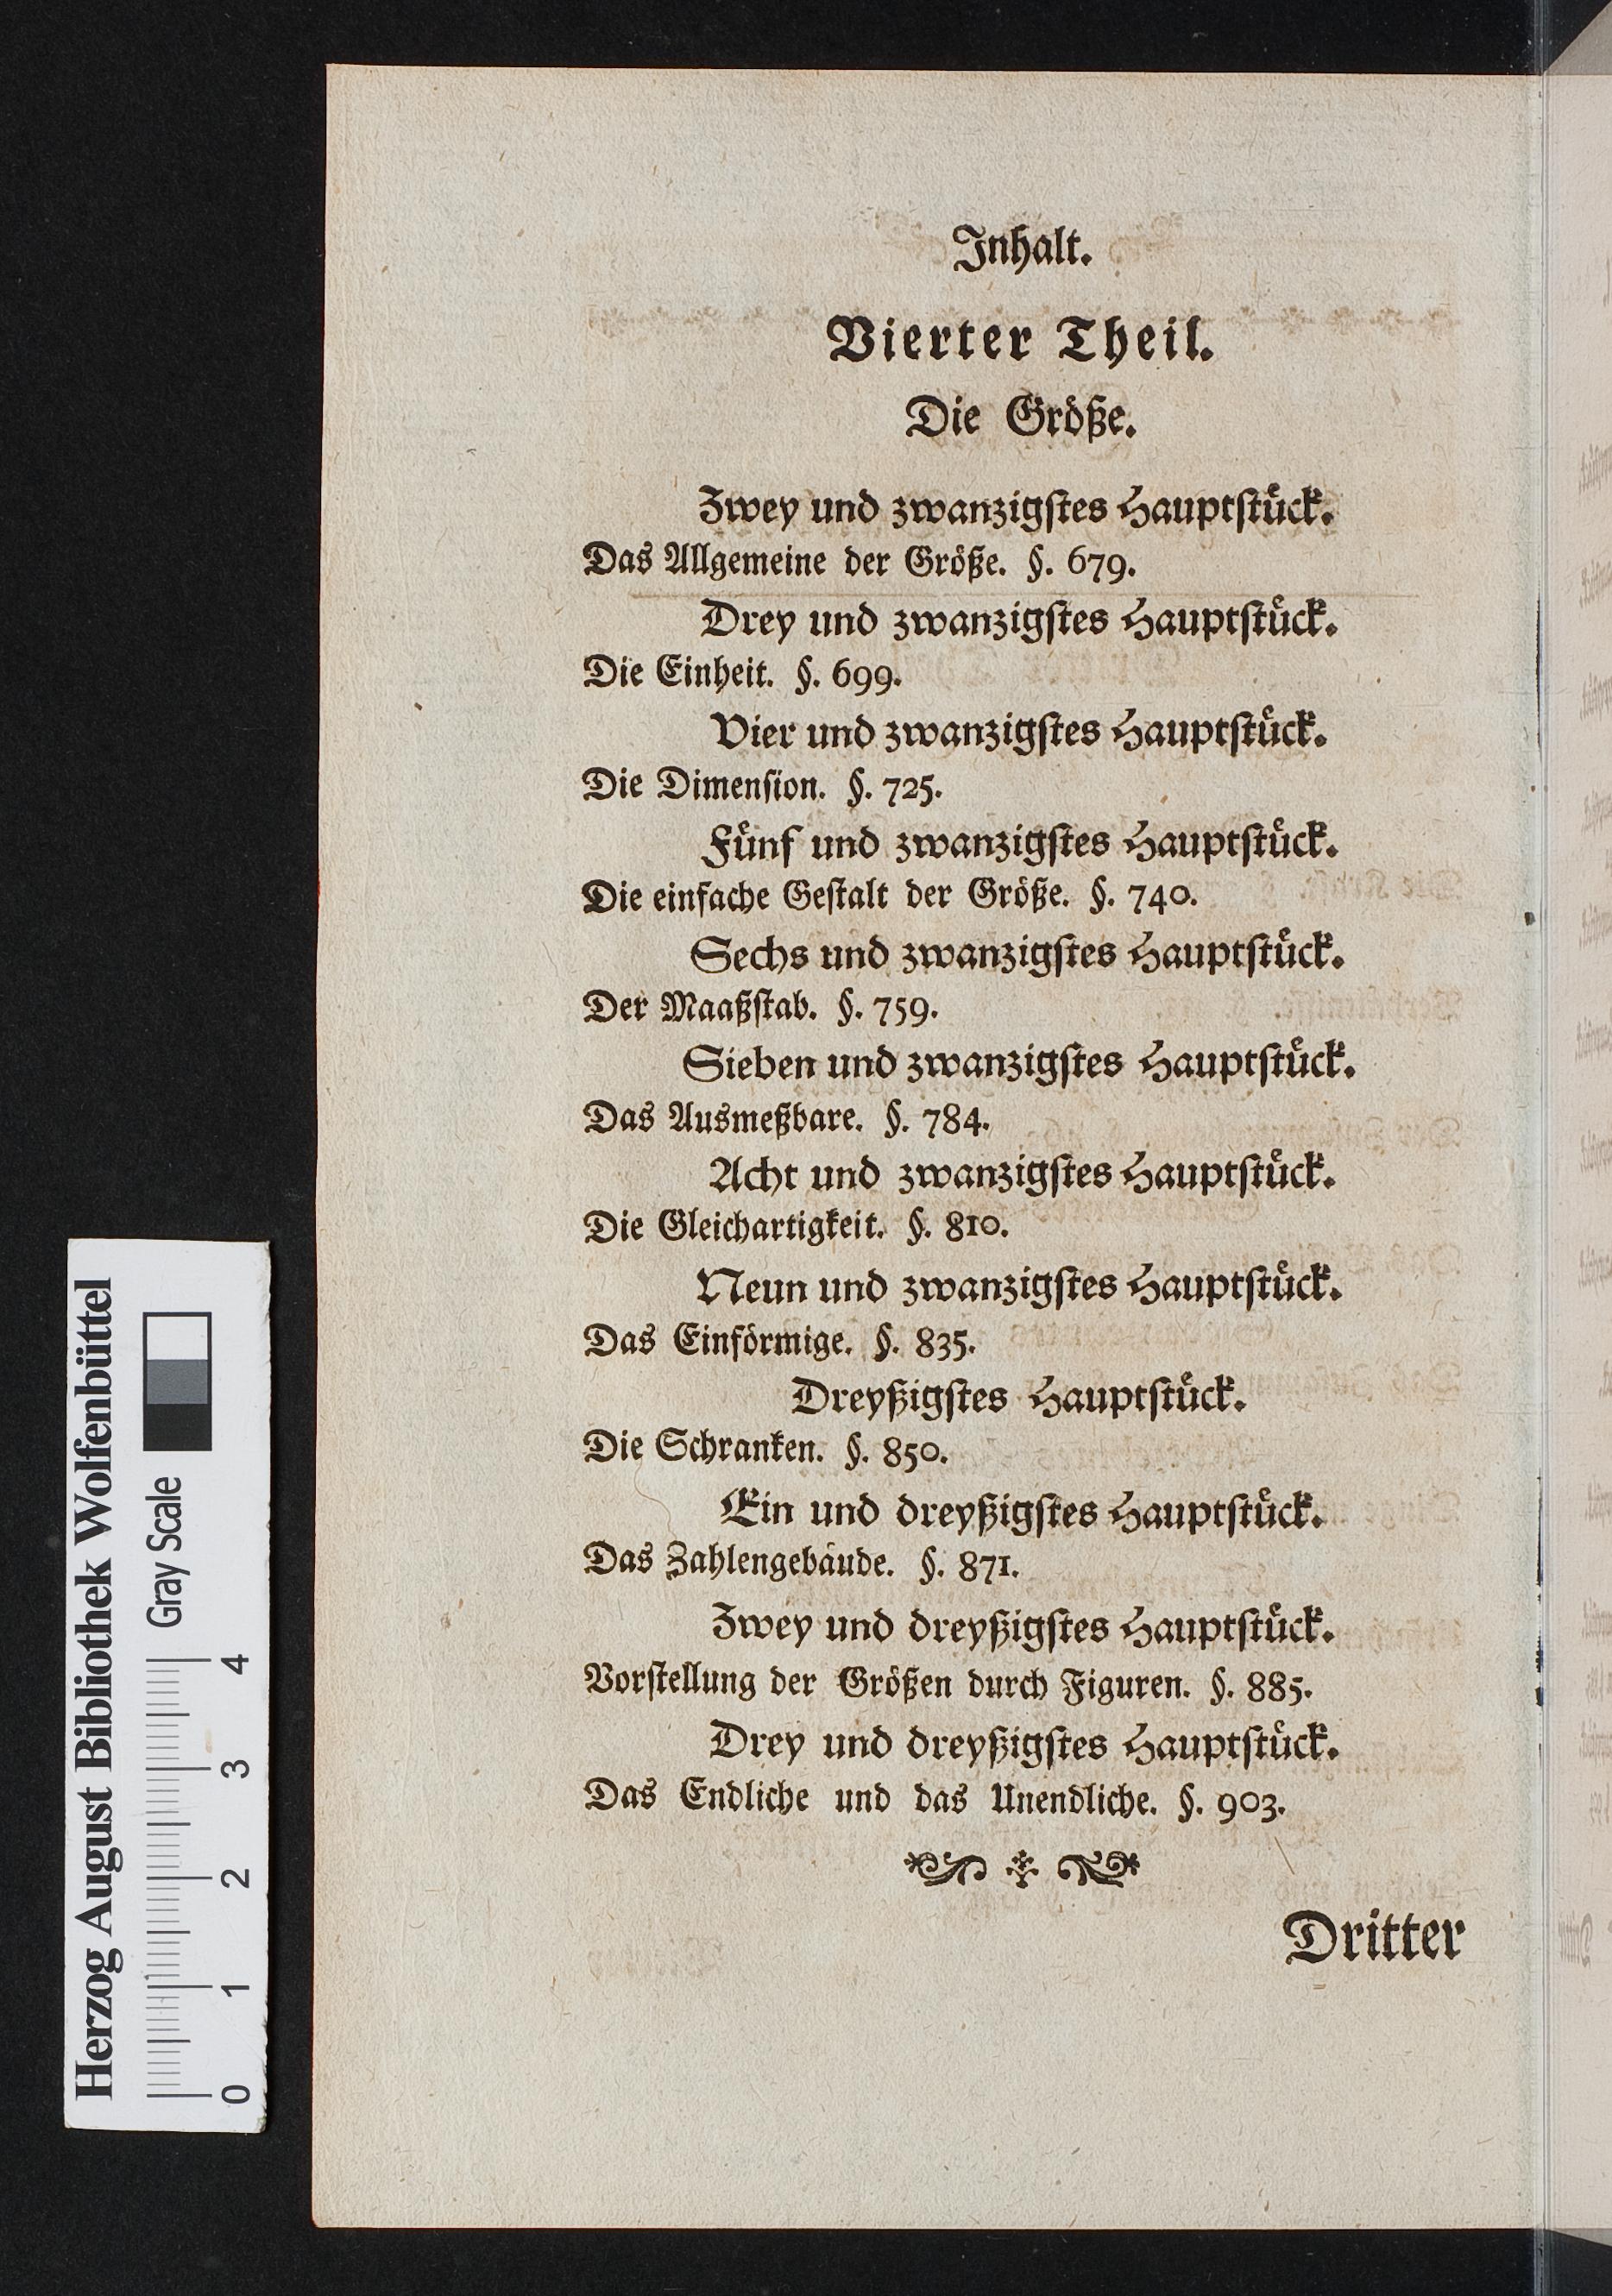 Inhalt.
Vierter Theil.
Die Größe.
Zwey und zwanzigſtes Hauptſtück.
Das Allgemeine der Größe. §. 679.
Drey und zwanzigſtes Hauptſtück.
Die Einheit. §. 699.
Vier und zwanzigſtes Hauptſtück.
Die Dimenſion. §. 725.
Fünf und zwanzigſtes Hauptſtück.
Die einfache Geſtalt der Größe. §. 740.
Sechs und zwanzigſtes Hauptſtück.
Der Maaßſtab. §. 759.
Sieben und zwanzigſtes Hauptſtück.
Das Ausmeßbare. §. 784.
Acht und zwanzigſtes Hauptſtück.
Die Gleichartigkeit. §. 810.
Neun und zwanzigſtes Hauptſtück.
Das Einförmige. §. 835.
Dreyßigſtes Hauptſtück.
Die Schranken. §. 850.
Ein und dreyßigſtes Hauptſtück.
Das Zahlengebäude. §. 871.
Zwey und dreyßigſtes Hauptſtück.
Vorſtellung der Größen durch Figuren. §. 885.
Drey und dreyßigſtes Hauptſtück.
Das Endliche und das Unendliche. §. 903.
Dritter
Herzog August Bibliothek Wolfenbüttel
Gray Scale
0 1 2 3 4